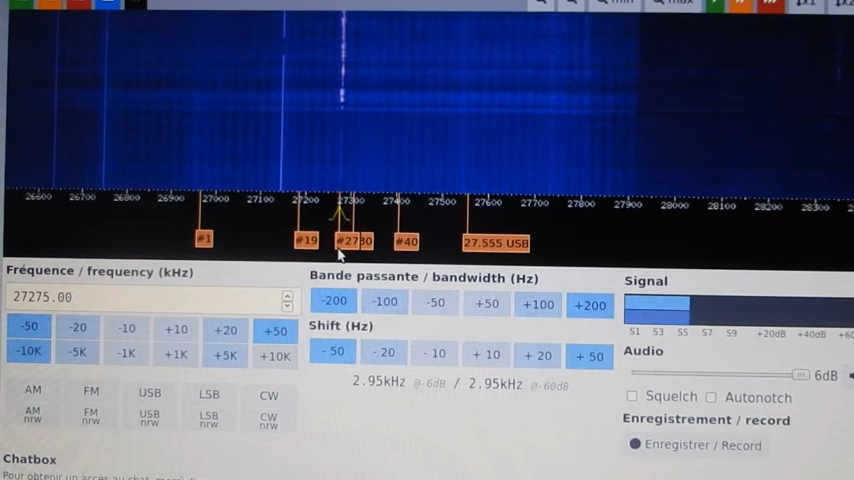 26600 26700 26800 26900 27000 27100 27200 27300 27400 27500 27600 27700 27800 27900 28000 28100 28200 28300
#1 #19 #27 30 #40 27.555 USB
Fréquence / frequency (kHz)
27275.00
-50 -20 -10 +10 +20 +50
-10K -5K -1K +1K +5K +10K
AM FM USB LSB CW
AM nrw FM nrw USB nrw LSB nrw CW nrw
Bande passante / bandwidth (Hz)
-200 -100 -50 +50 +100 +200
Shift (Hz)
- 50 - 20 - 10 + 10 + 20 + 50
2.95kHz @-6dB / 2.95kHz @-60dB
Signal
S1 S3 S5 S7 S9 +20dB +40dB +60
Audio
6dB
Squelch Autonotch
Enregistrement / record
Enregistrer / Record
Chatbox